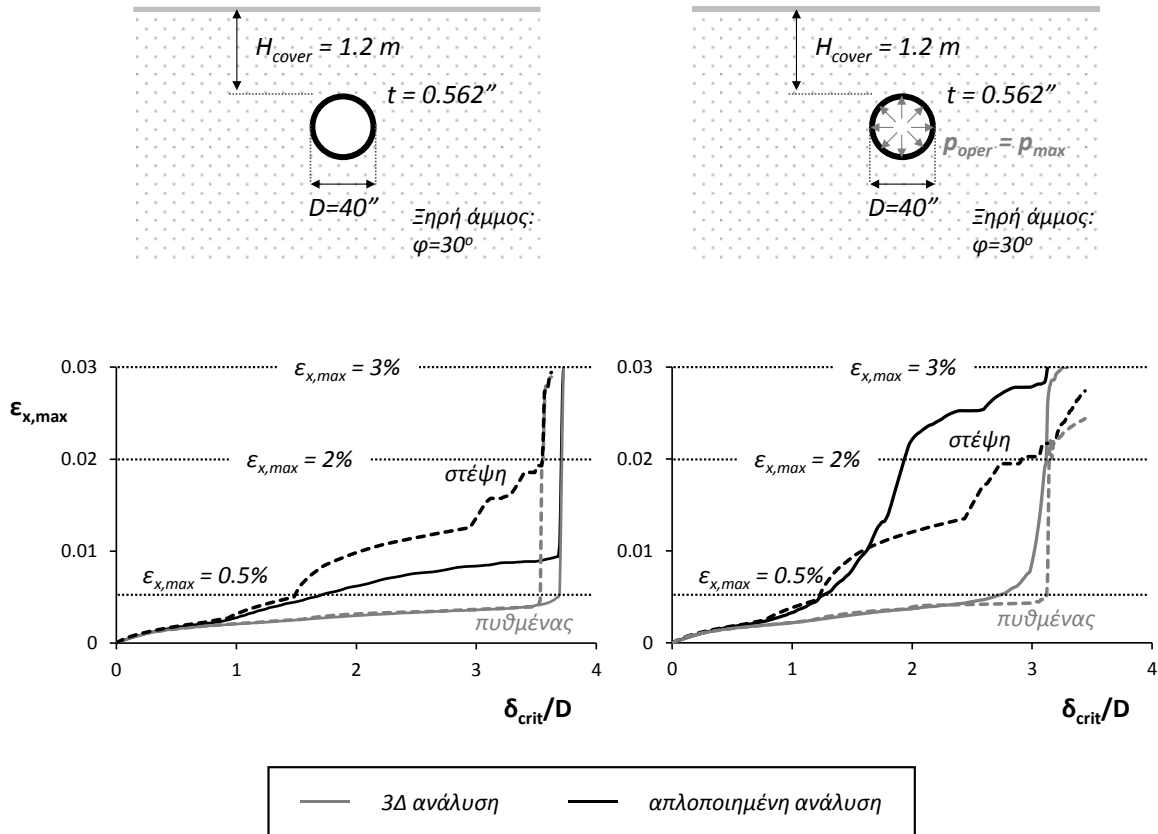 H_cover = 1.2 m
t = 0.562”
D=40”
Ξηρή άμμος:
φ=30º
H_cover = 1.2 m
t = 0.562”
p_oper = p_max
D=40”
Ξηρή άμμος:
φ=30º
0.03
ε_x,max = 3%
ε_x,max
0.02
ε_x,max = 2%
στέψη
0.01
ε_x,max = 0.5%
πυθμένας
0
0 1 2 3 4
δ_crit/D
0.03
ε_x,max = 3%
στέψη
0.02
ε_x,max = 2%
0.01
ε_x,max = 0.5%
πυθμένας
0
0 1 2 3 4
δ_crit/D
3Δ ανάλυση
απλοποιημένη ανάλυση